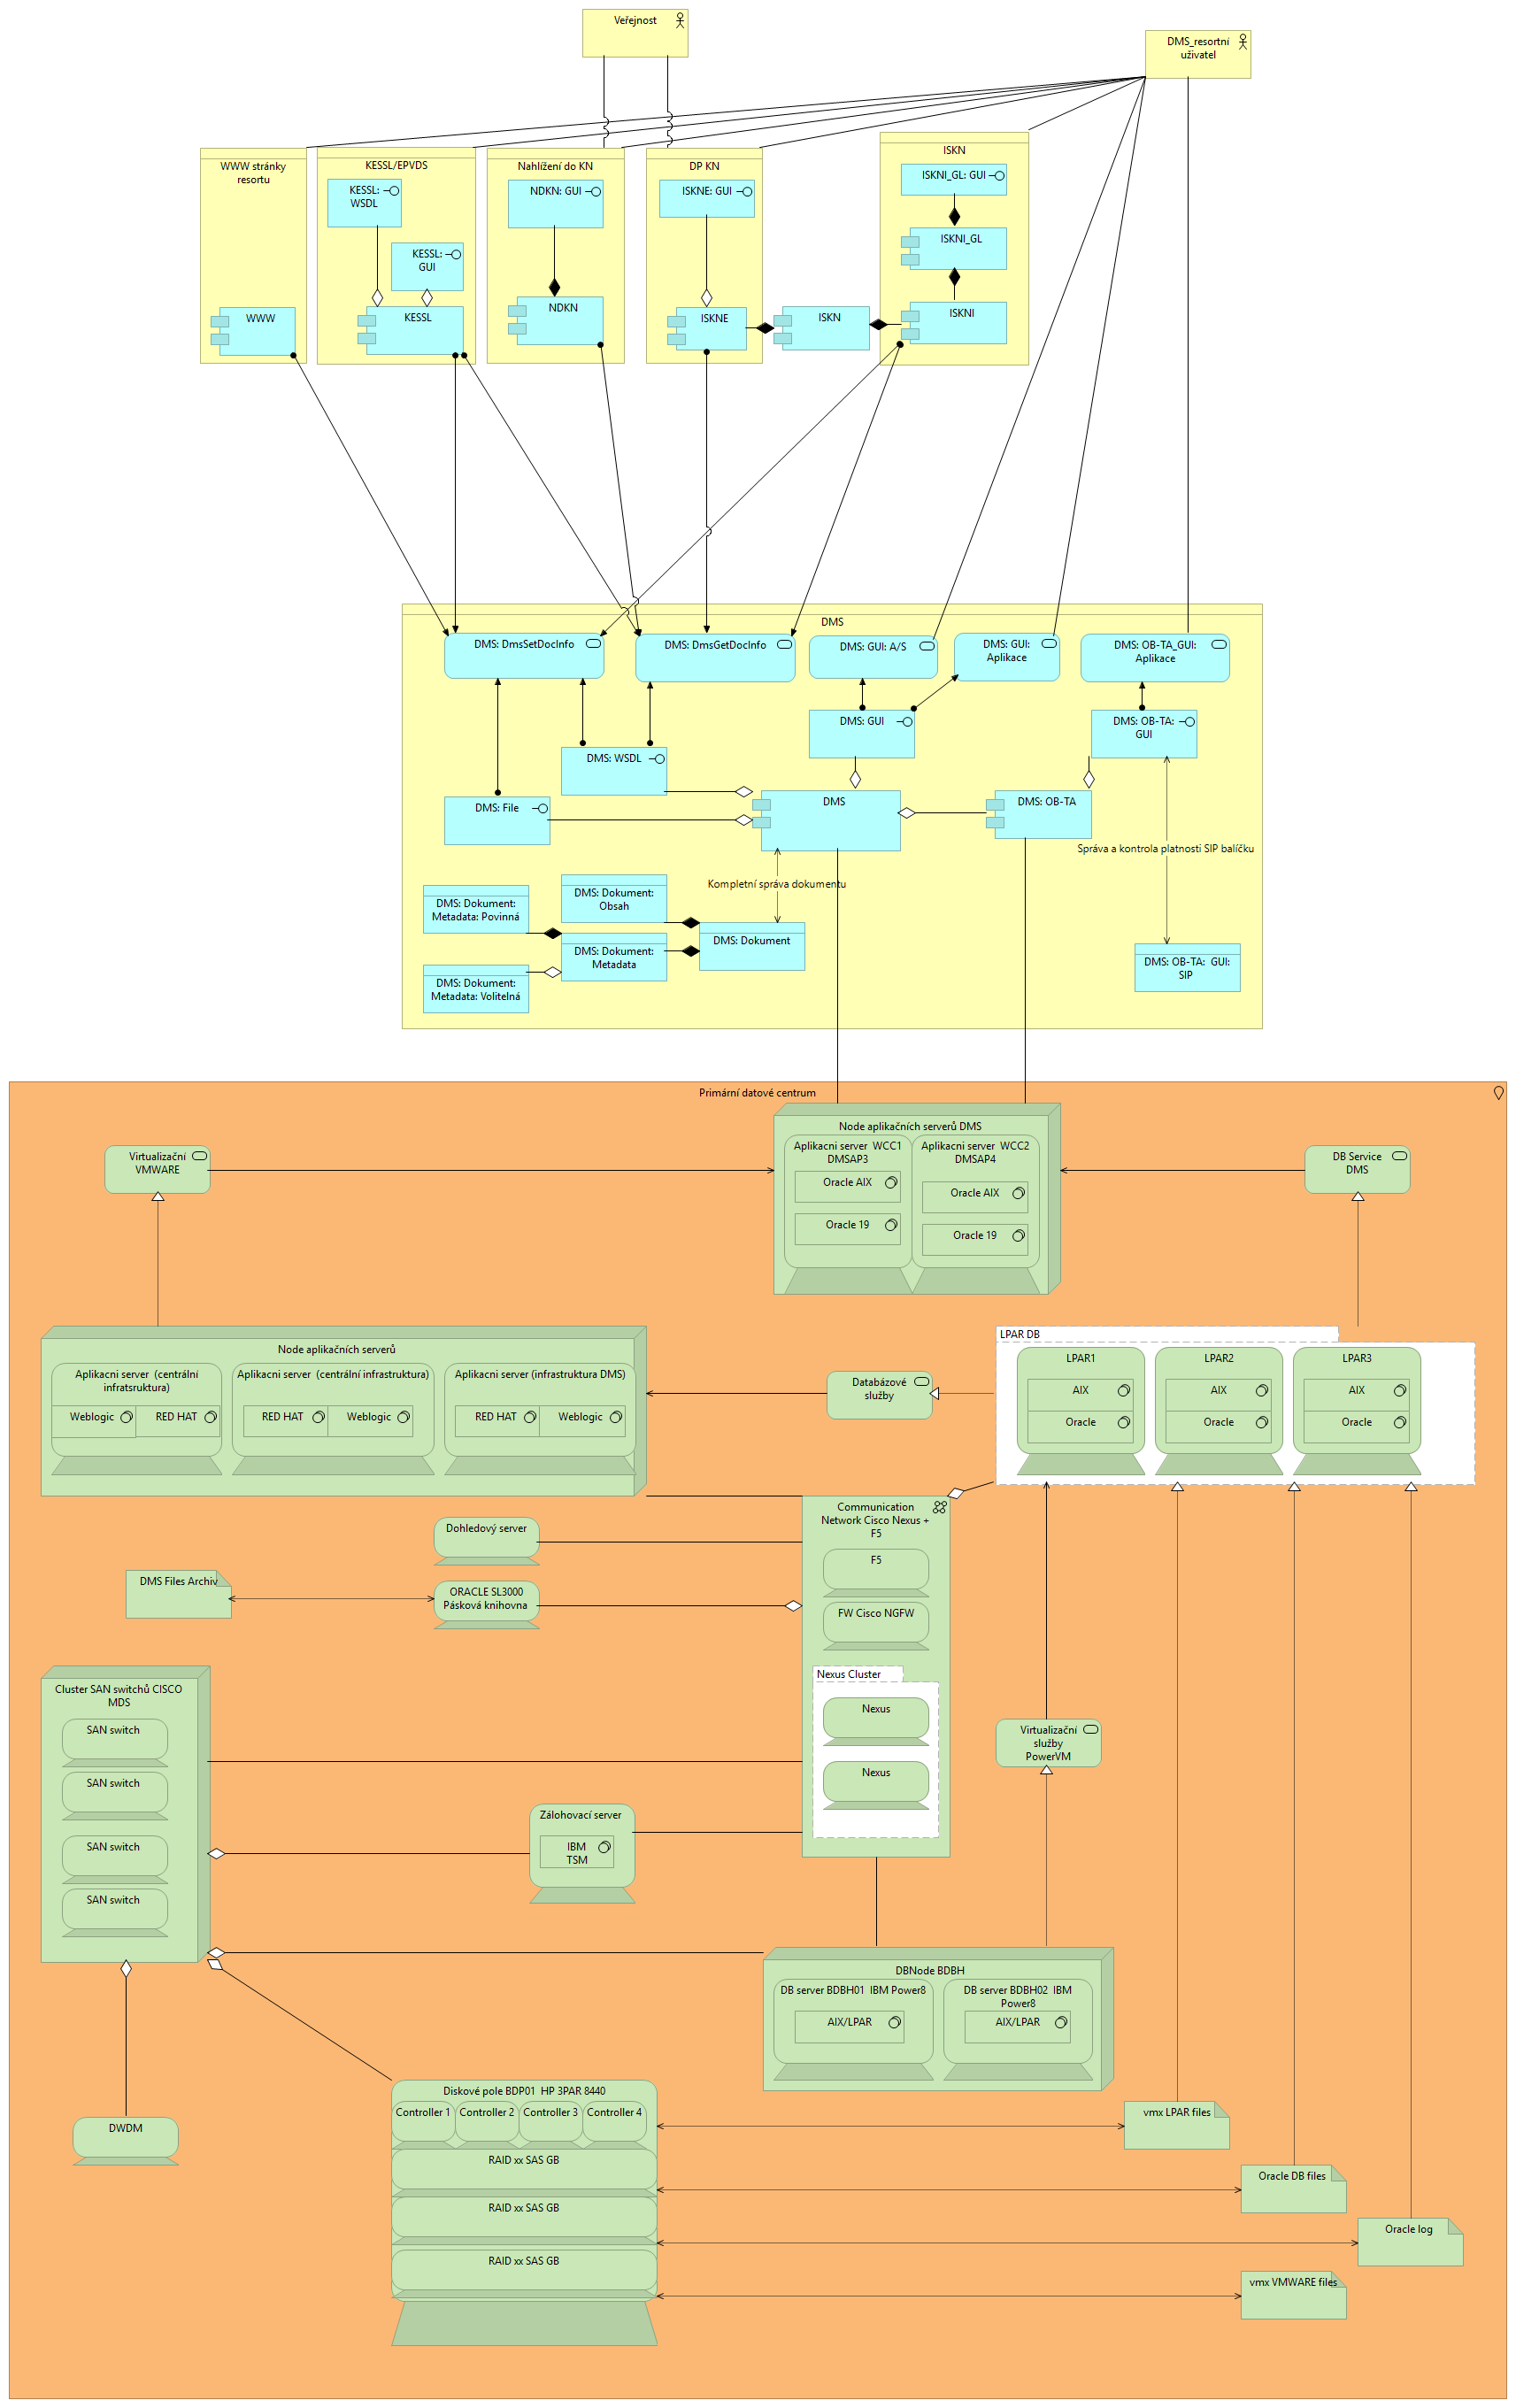 Veřejnost
DMS_resortní
uživatel
WWW stránky
resortu
KESSL/EPVDS
Nahlížení do KN
DP KN
ISKN
KESSL:
WSDL
NDKN: GUI
ISKNE: GUI
ISKNI_GL: GUI
KESSL:
GUI
ISKNI_GL
WWW
KESSL
NDKN
ISKNE
ISKN
ISKNI
DMS
DMS: DmsSetDocInfo
DMS: DmsGetDocInfo
DMS: GUI: A/S
DMS: GUI:
Aplikace
DMS: OB-TA_GUI:
Aplikace
DMS: GUI
DMS: OB-TA:
GUI
DMS: WSDL
DMS: File
DMS
DMS: OB-TA
Správa a kontrola platnosti SIP balíčku
Kompletní správa dokumentu
DMS: Dokument:
Metadata: Povinná
DMS: Dokument:
Obsah
DMS: Dokument
DMS: Dokument:
Metadata
DMS: Dokument:
Metadata: Volitelná
DMS: OB-TA:  GUI:
SIP
Primární datové centrum
Node aplikačních serverů DMS
Virtualizační
VMWARE
Aplikacni server  WCC1
DMSAP3
Oracle AIX
Oracle 19
Aplikacni server  WCC2
DMSAP4
Oracle AIX
Oracle 19
DB Service
DMS
Node aplikačních serverů
Aplikacni server  (centrální
infratsruktura)
Weblogic
RED HAT
Aplikacni server  (centrální infrastruktura)
RED HAT
Weblogic
Aplikacni server (infrastruktura DMS)
RED HAT
Weblogic
Databázové
služby
LPAR DB
LPAR1
AIX
Oracle
LPAR2
AIX
Oracle
LPAR3
AIX
Oracle
Communication
Network Cisco Nexus +
F5
F5
FW Cisco NGFW
Nexus Cluster
Nexus
Nexus
Dohledový server
DMS Files Archiv
ORACLE SL3000
Pásková knihovna
Cluster SAN switchů CISCO
MDS
SAN switch
SAN switch
SAN switch
SAN switch
Virtualizační
služby
PowerVM
Zálohovací server
IBM
TSM
DBNode BDBH
DB server BDBH01  IBM Power8
AIX/LPAR
DB server BDBH02  IBM
Power8
AIX/LPAR
DWDM
Diskové pole BDP01  HP 3PAR 8440
Controller 1
Controller 2
Controller 3
Controller 4
RAID xx SAS GB
RAID xx SAS GB
RAID xx SAS GB
vmx LPAR files
Oracle DB files
Oracle log
vmx VMWARE files